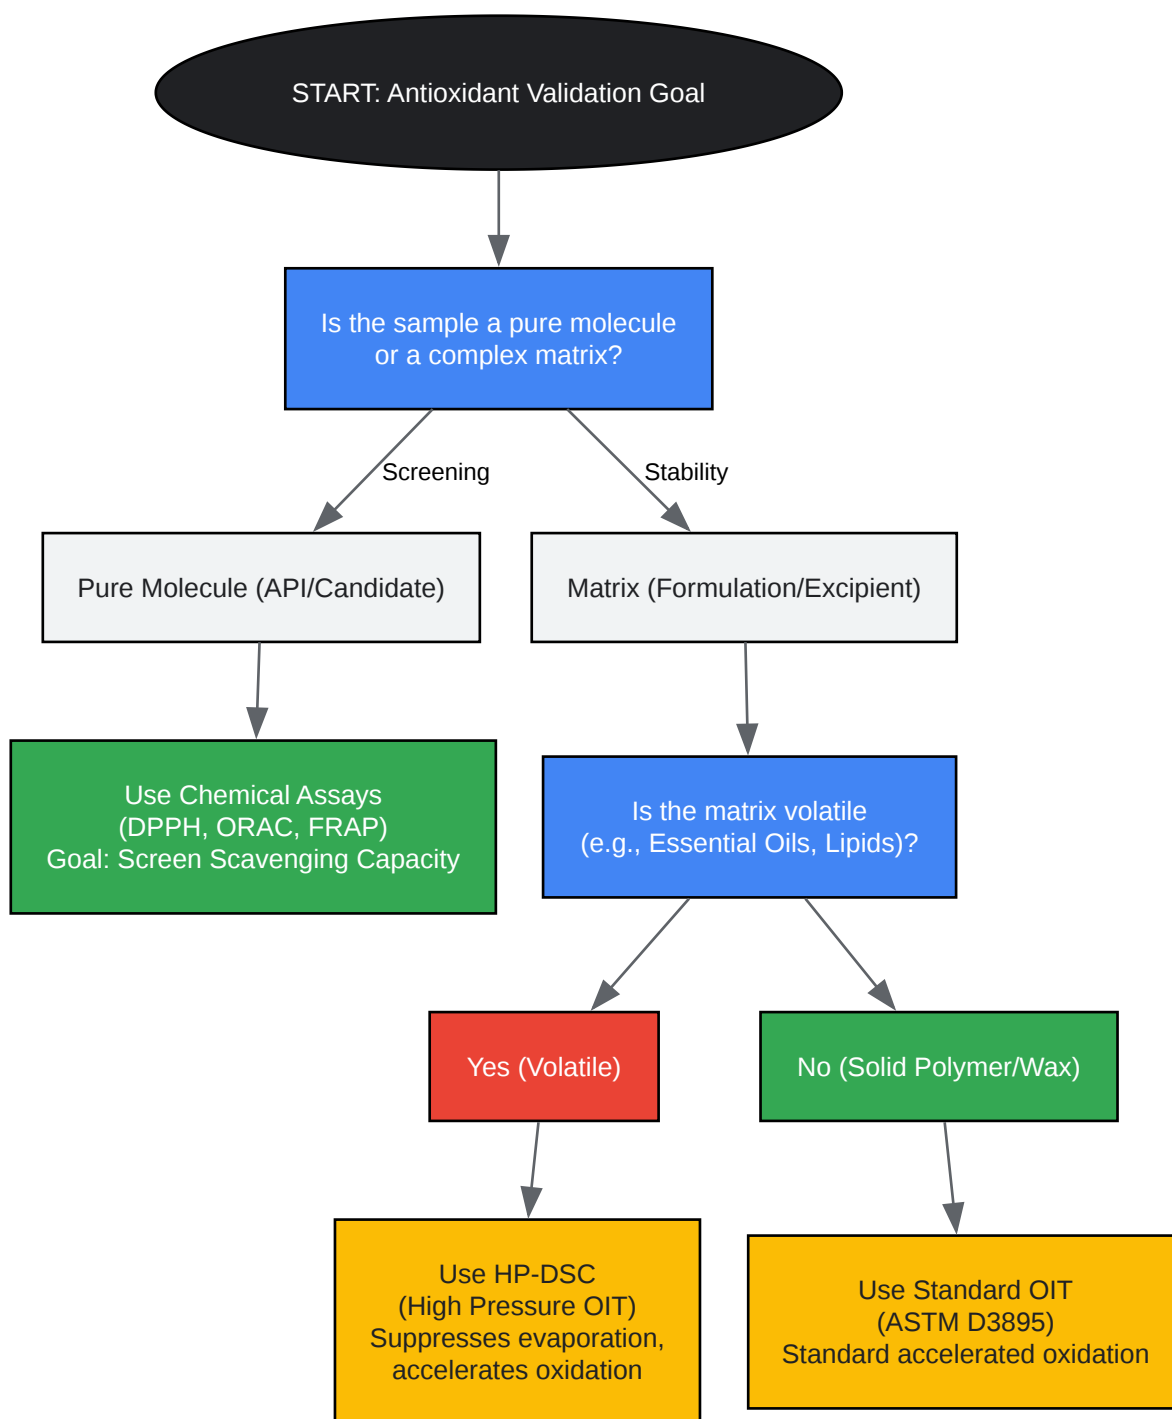 START: Antioxidant Validation Goal
Is the sample a pure molecule
or a complex matrix?
Screening
Stability
Pure Molecule (API/Candidate)
Matrix (Formulation/Excipient)
Use Chemical Assays
(DPPH, ORAC, FRAP)
Goal: Screen Scavenging Capacity
Is the matrix volatile
(e.g., Essential Oils, Lipids)?
Yes (Volatile)
No (Solid Polymer/Wax)
Use HP-DSC
(High Pressure OIT)
Suppresses evaporation,
accelerates oxidation
Use Standard OIT
(ASTM D3895)
Standard accelerated oxidation